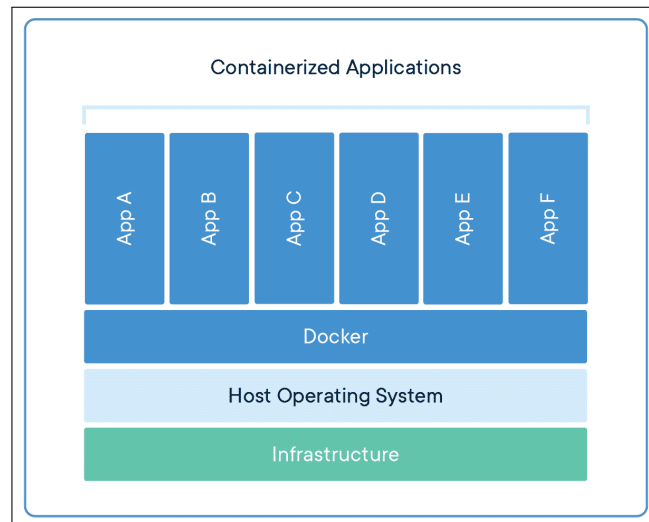 Containerized Applications
App A
App B
App C
App D
App E
App F
Docker
Host Operating System
Infrastructure